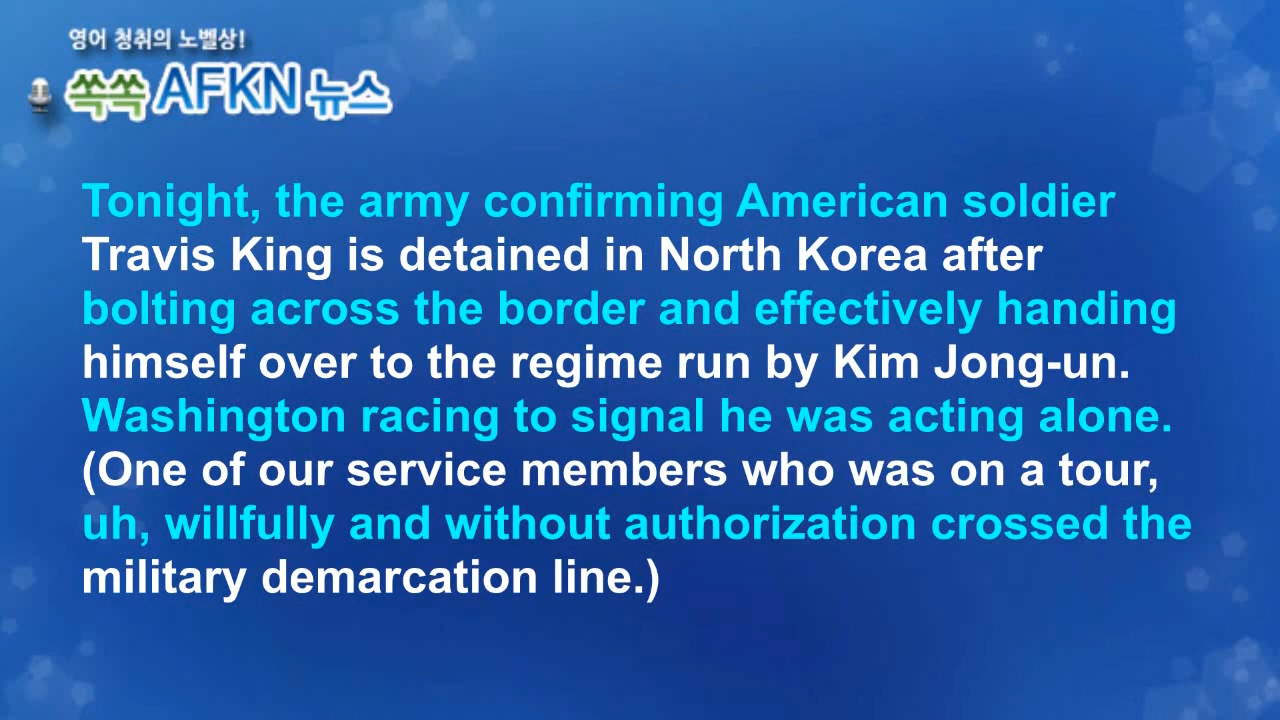 영어 청취의 노벨상!
쏙쏙 AFKN 뉴스
Tonight, the army confirming American soldier
Travis King is detained in North Korea after
bolting across the border and effectively handing
himself over to the regime run by Kim Jong-un.
Washington racing to signal he was acting alone.
(One of our service members who was on a tour,
uh, willfully and without authorization crossed the
military demarcation line.)